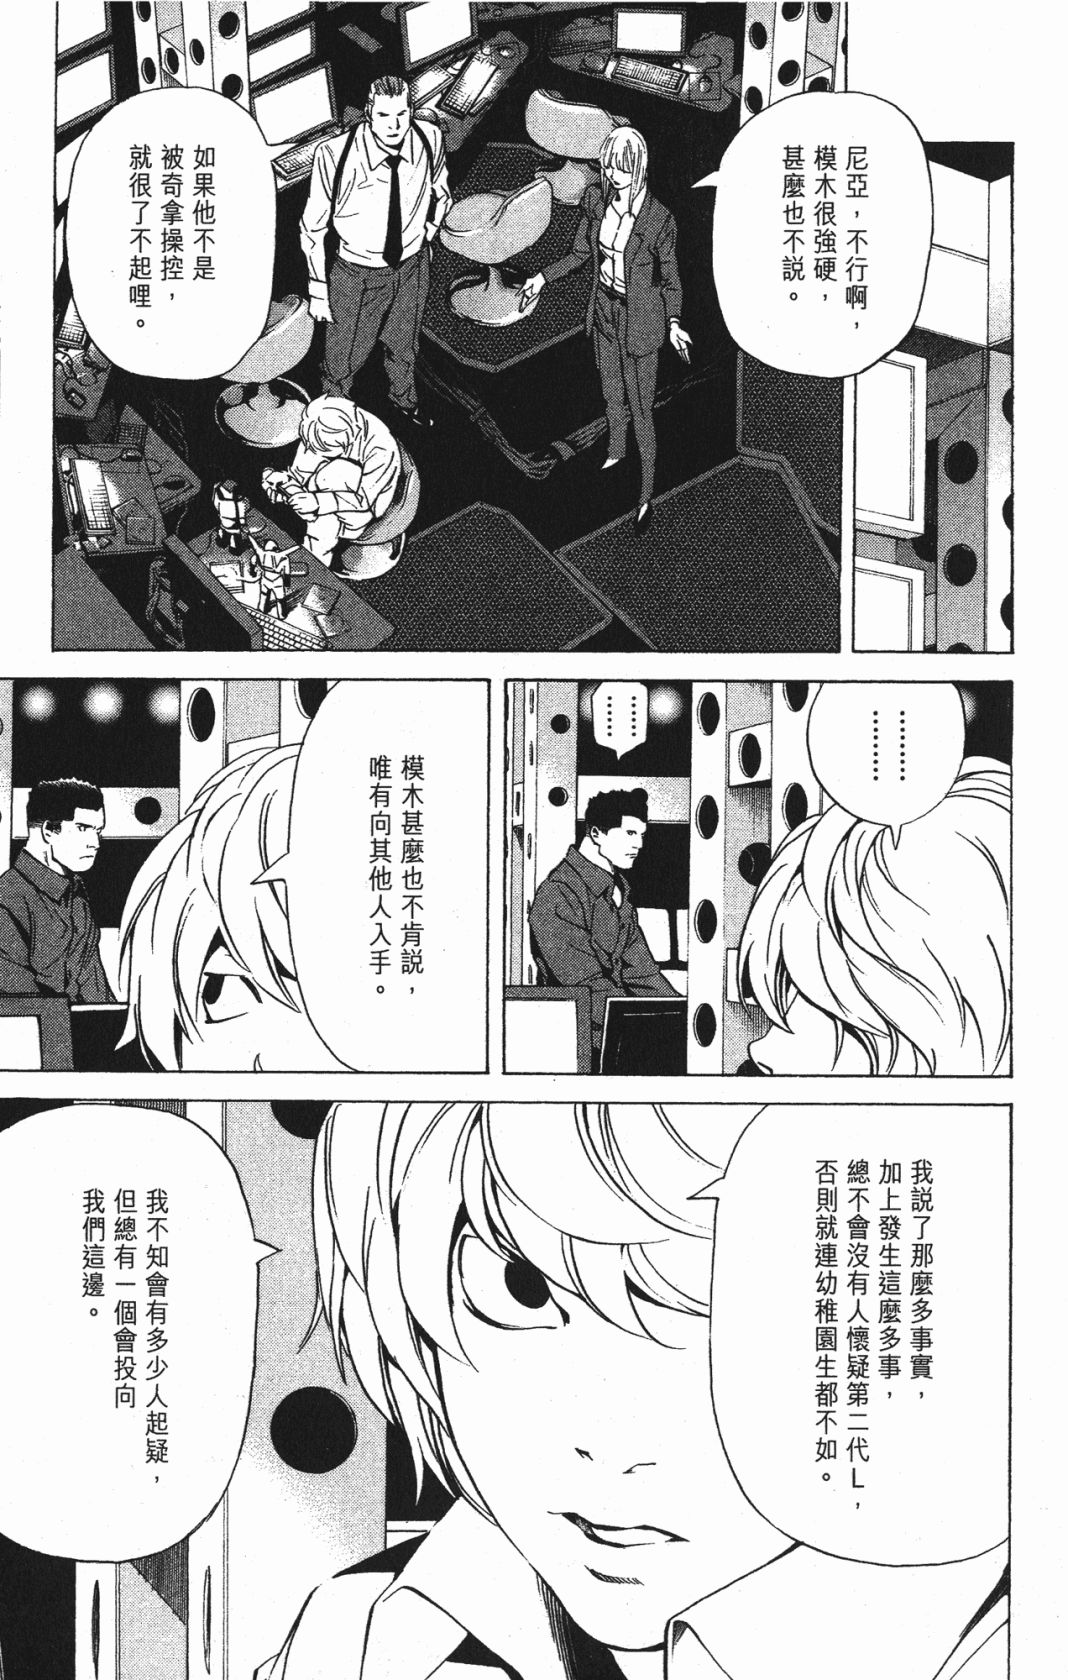 尼亞，不行啊，
模木很強硬，
甚麼也不說。
如果他不是
被奇拿操控，
就很了不起哩。
………
………
………
………
模木甚麼也不肯說，
唯有向其他人入手。
我說了那麼多事實，
加上發生這麼多事，
總不會沒有人懷疑第二代L，
否則就連幼稚園生都不如。
我不知會有多少人起疑，
但總有一個會投向
我們這邊。